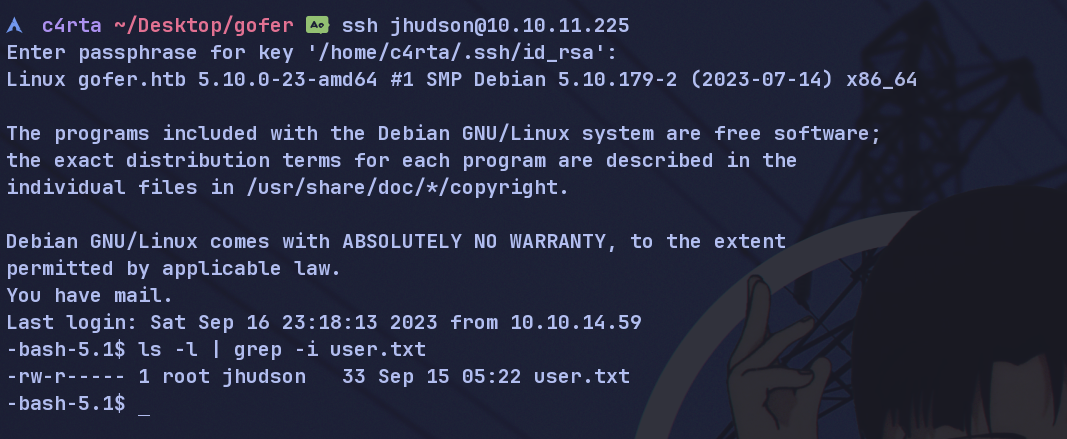 c4rta ~/Desktop/gofer Ao ssh jhudson@10.10.11.225
Enter passphrase for key '/home/c4rta/.ssh/id_rsa':
Linux gofer.htb 5.10.0-23-amd64 #1 SMP Debian 5.10.179-2 (2023-07-14) x86_64
The programs included with the Debian GNU/Linux system are free software;
the exact distribution terms for each program are described in the
individual files in /usr/share/doc/*/copyright.
Debian GNU/Linux comes with ABSOLUTELY NO WARRANTY, to the extent
permitted by applicable law.
You have mail.
Last login: Sat Sep 16 23:18:13 2023 from 10.10.14.59
-bash-5.1$ ls -l | grep -i user.txt
-rw-r----- 1 root jhudson   33 Sep 15 05:22 user.txt
-bash-5.1$ _